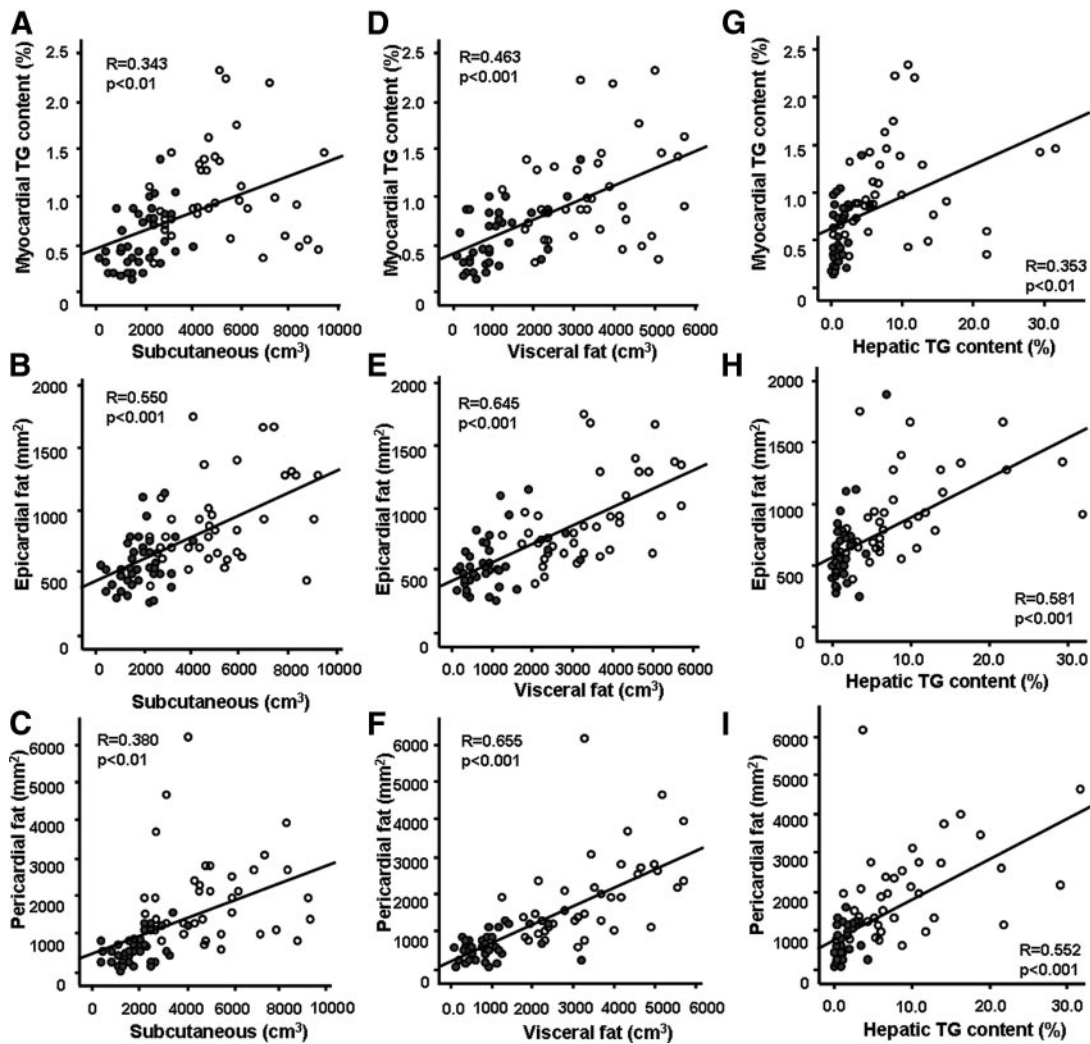 A
Myocardial TG content (%)
2.5
2.0
1.5
1.0
0.5
0
R=0.343
p<0.01
0
2000
4000
6000
8000
10000
Subcutaneous (cm3)
D
Myocardial TG content (%)
2.5
2.0
1.5
1.0
0.5
0
R=0.463
p<0.001
0.0
1000
2000
3000
4000
5000
6000
Visceral fat (cm3)
G
Myocardial TG content (%)
2.5
2.0
1.5
1.0
0.5
0
R=0.353
p<0.01
0.0
10.0
20.0
30.0
Hepatic TG content (%)
B
Epicardial fat (mm2)
2000
1500
1000
500
0
R=0.550
p<0.001
0
2000
4000
6000
8000
10000
Subcutaneous (cm3)
E
Epicardial fat (mm2)
2000
1500
1000
500
0
R=0.645
p<0.001
0.0
1000
2000
3000
4000
5000
6000
Visceral fat (cm3)
H
Epicardial fat (mm2)
2000
1500
1000
500
0
R=0.581
p<0.001
0.0
10.0
20.0
30.0
Hepatic TG content (%)
C
Pericardial fat (mm2)
6000
5000
4000
3000
2000
1000
0
R=0.380
p<0.01
0
2000
4000
6000
8000
10000
Subcutaneous (cm3)
F
Pericardial fat (mm2)
6000
5000
4000
3000
2000
1000
0
R=0.655
p<0.001
0.0
1000
2000
3000
4000
5000
6000
Visceral fat (cm3)
I
Pericardial fat (mm2)
6000
5000
4000
3000
2000
1000
0
R=0.552
p<0.001
0.0
10.0
20.0
30.0
Hepatic TG content (%)